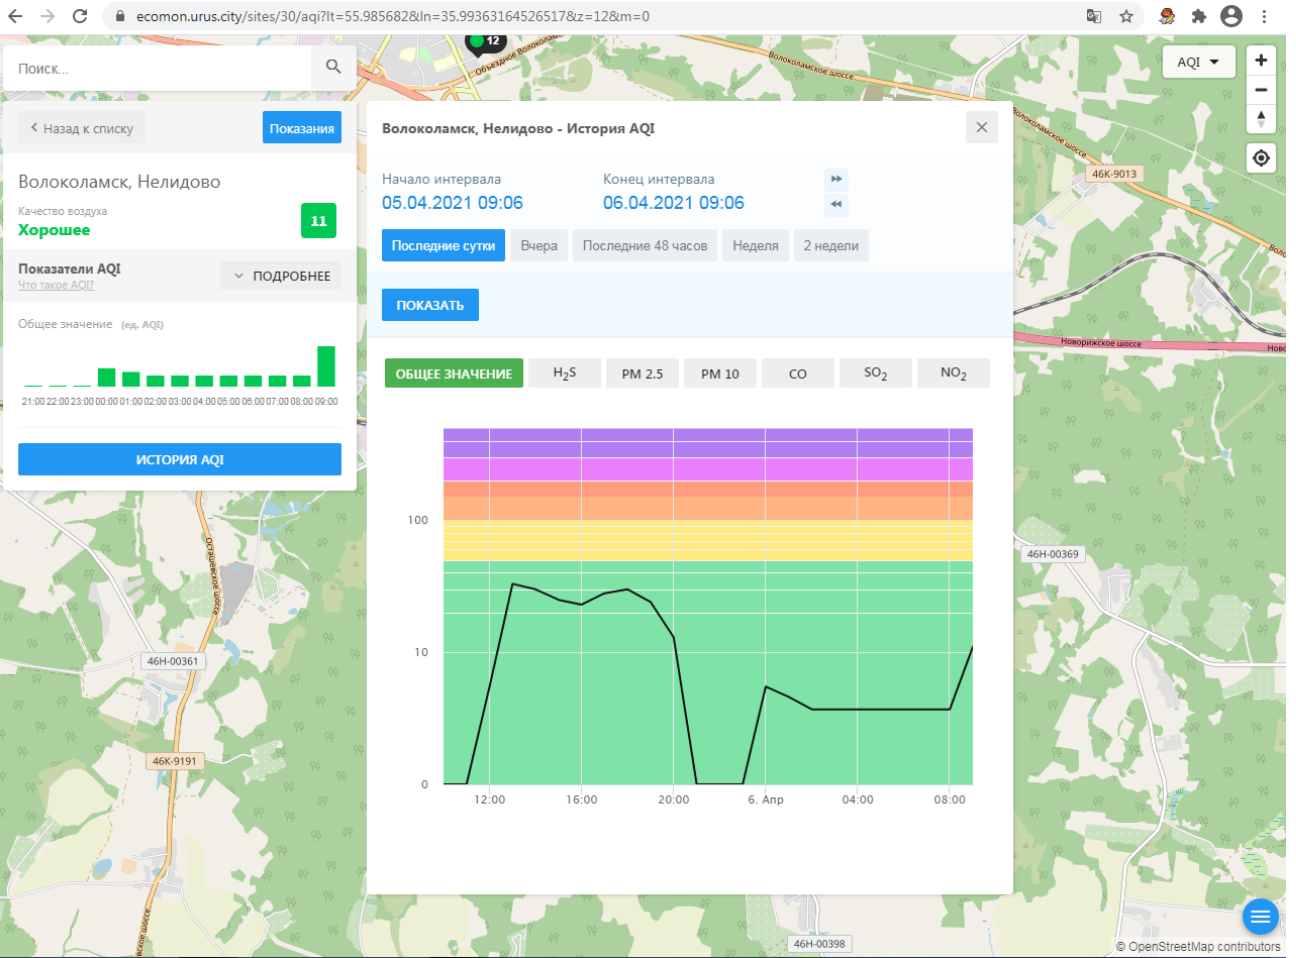 ecomon.urus.city/sites/30/aqi?lt=55.985682&ln=35.99363164526517&z=12&m=0
12
Объездное Волоколамск
Волоколамское шоссе
Поиск...
AQI
Назад к списку
Показания
Волоколамск, Нелидово - История AQI
Волоколамск, Нелидово
Качество воздуха
Хорошее
11
Показатели AQI
Что такое AQI?
ПОДРОБНЕЕ
Общее значение (ед. AQI)
21:00 22:00 23:00 00:00 01:00 02:00 03:00 04:00 05:00 06:00 07:00 08:00 09:00
ИСТОРИЯ AQI
Начало интервала
05.04.2021 09:06
Конец интервала
06.04.2021 09:06
Последние сутки
Вчера
Последние 48 часов
Неделя
2 недели
ПОКАЗАТЬ
ОБЩЕЕ ЗНАЧЕНИЕ
H₂S
PM 2.5
PM 10
CO
SO₂
NO₂
100
10
0
12:00
16:00
20:00
6. Апр
04:00
08:00
Волоколамское шоссе
46К-9013
Новорижское шоссе
46Н-00369
Осташёвское шоссе
46Н-00361
46К-9191
46Н-00398
© OpenStreetMap contributors